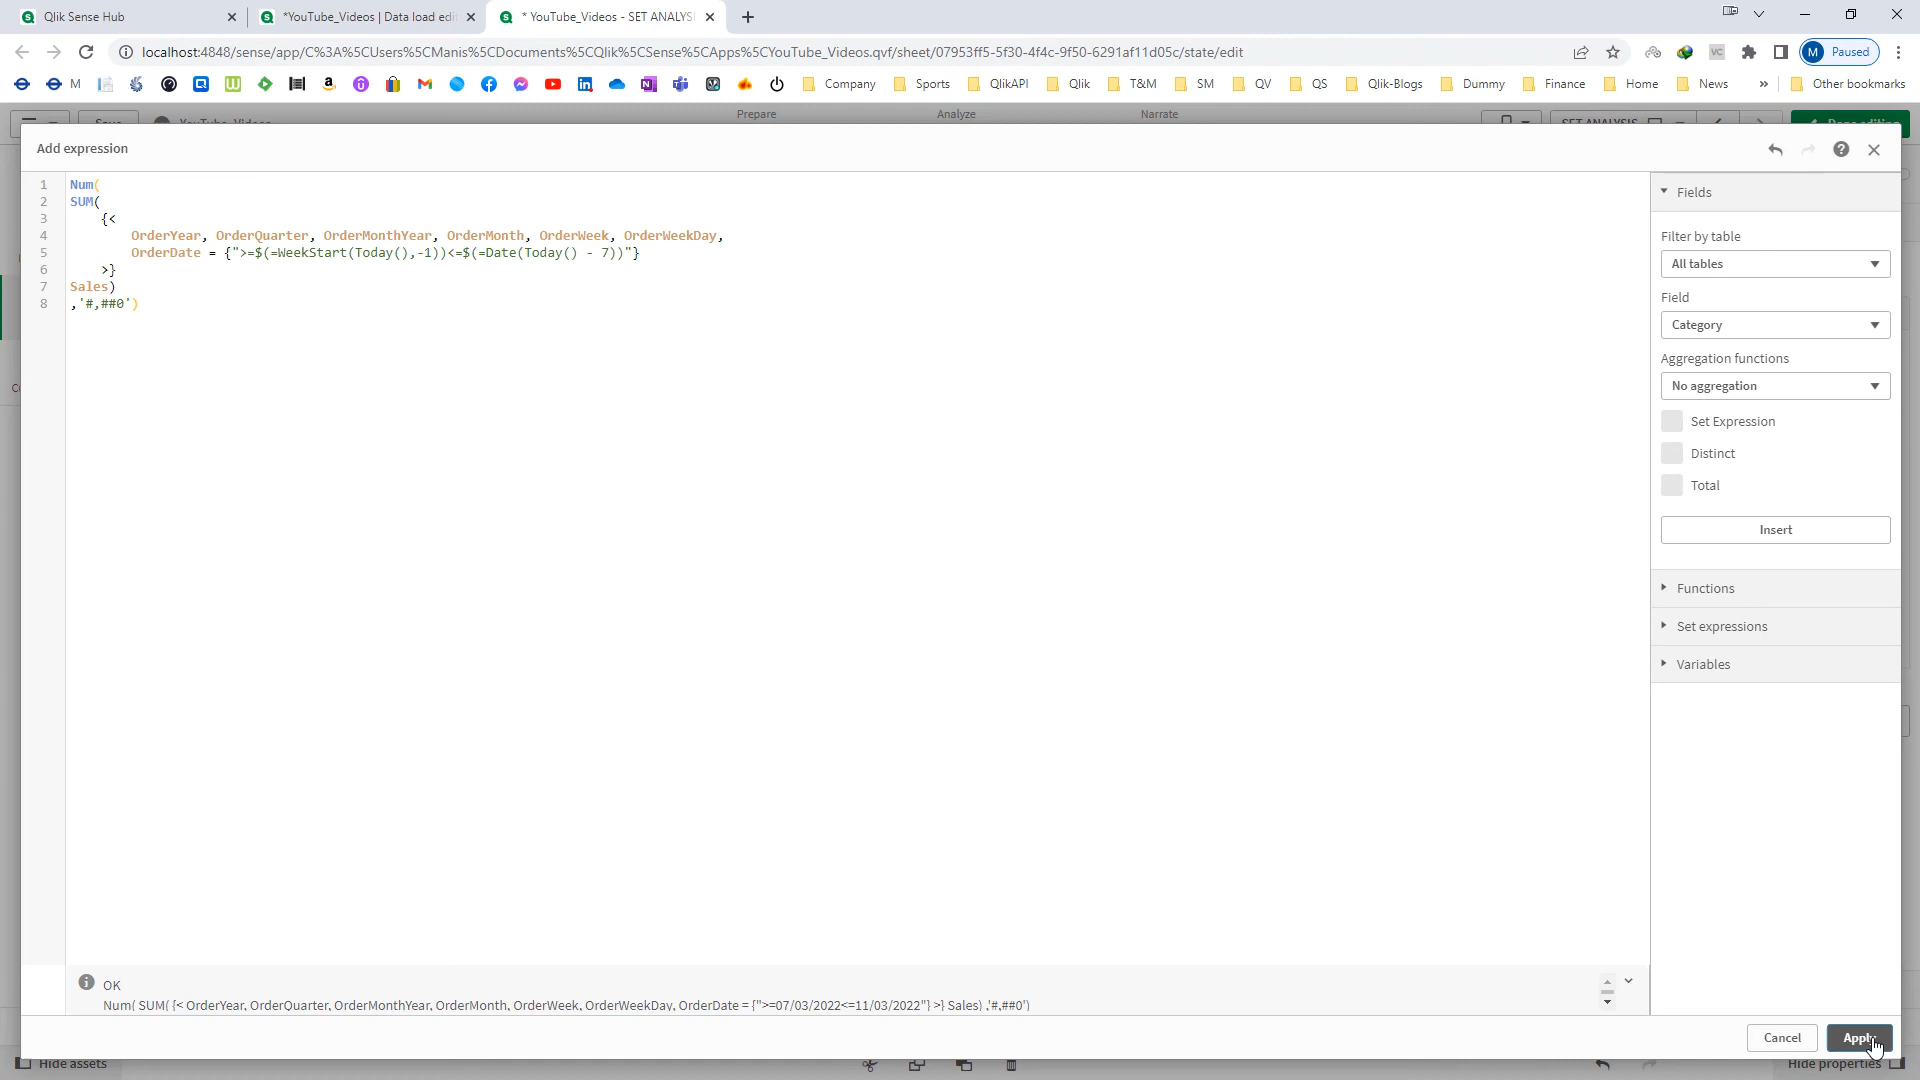 Qlik Sense Hub
*YouTube_Videos | Data load edi
* YouTube_Videos - SET ANALYS
localhost:4848/sense/app/C%3A%5CUsers%5CManis%5CDocuments%5CQlik%5CSense%5CApps%5CYouTube_Videos.qvf/sheet/07953ff5-5f30-4f4c-9f50-6291af11d05c/state/edit
M Paused
M
Company
Sports
QlikAPI
Qlik
T&M
SM
QV
QS
Qlik-Blogs
Dummy
Finance
Home
News
»
Other bookmarks
Prepare
Analyze
Narrate
Add expression
1 Num(
2 SUM(
3 {<
4 OrderYear, OrderQuarter, OrderMonthYear, OrderMonth, OrderWeek, OrderWeekDay,
5 OrderDate = {">=$(=WeekStart(Today(),-1))<=$(=Date(Today() - 7))"}
6 >}
7 Sales)
8 ,'#,##0')
Fields
Filter by table
All tables
Field
Category
Aggregation functions
No aggregation
Set Expression
Distinct
Total
Insert
Functions
Set expressions
Variables
OK
Num( SUM( {< OrderYear, OrderQuarter, OrderMonthYear, OrderMonth, OrderWeek, OrderWeekDay, OrderDate = {">=07/03/2022<=11/03/2022"} >} Sales) ,'#,##0')
Cancel
Apply
Hide assets
Hide properties